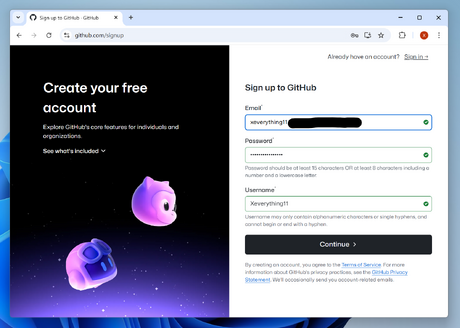 Sign up to GitHub · GitHub
github.com/signup
X
Already have an account? Sign in →
Create your free
account
Explore GitHub's core features for individuals and
organizations.
See what's included
Sign up to GitHub
Email*
xeverything11
Password*
Password should be at least 15 characters OR at least 8 characters including a
number and a lowercase letter.
Username*
Xeverything11
Username may only contain alphanumeric characters or single hyphens, and
cannot begin or end with a hyphen.
Continue >
By creating an account, you agree to the Terms of Service. For more
information about GitHub's privacy practices, see the GitHub Privacy
Statement. We'll occasionally send you account-related emails.